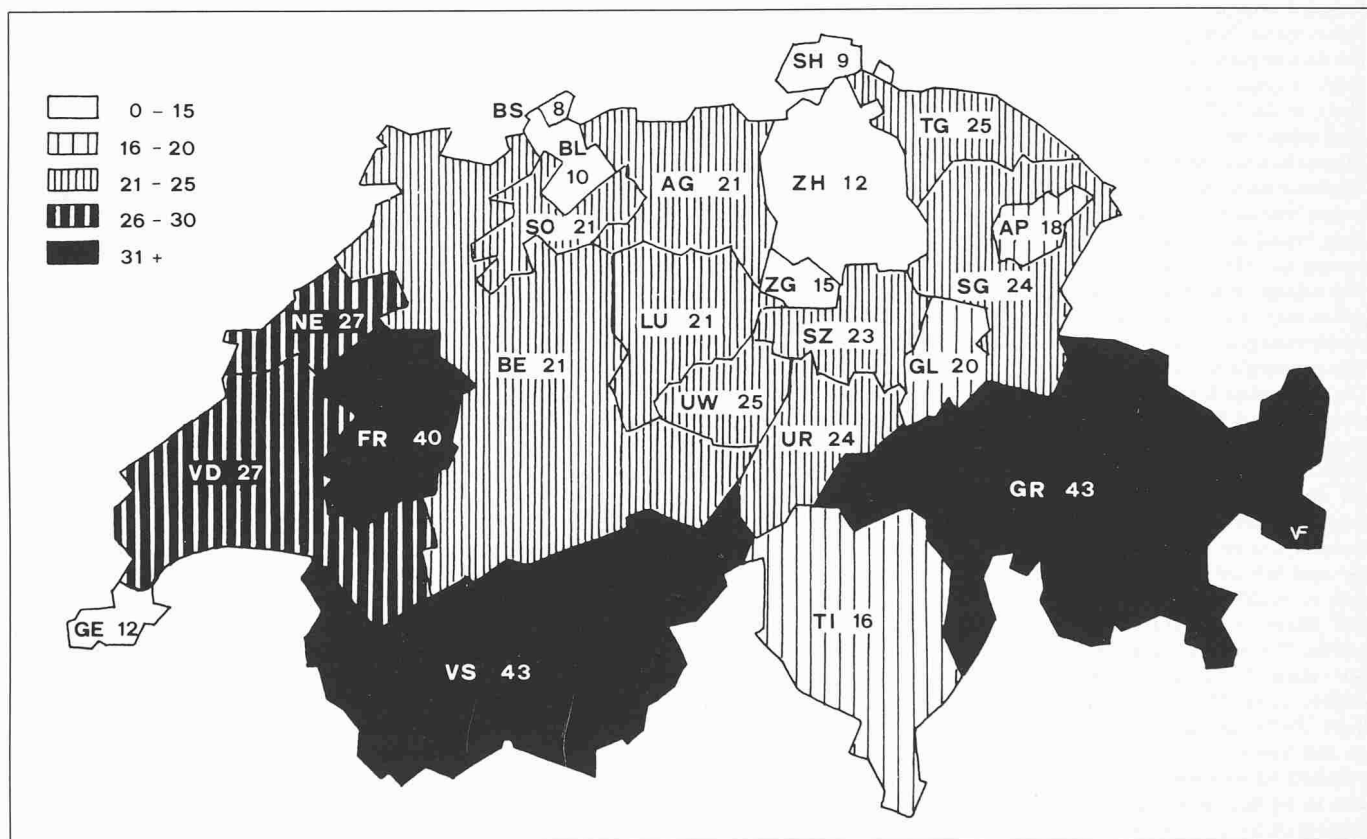 0 - 15
16 - 20
21 - 25
26 - 30
31 +
SH 9
BS 8
BL
10
TG 25
AG 21
ZH 12
SO 21
AP 18
ZG 15
SG 24
NE 27
LU 21
SZ 23
BE 21
GL 20
UW 25
FR 40
UR 24
VD 27
GR 43
VF
GE 12
TI 16
VS 43